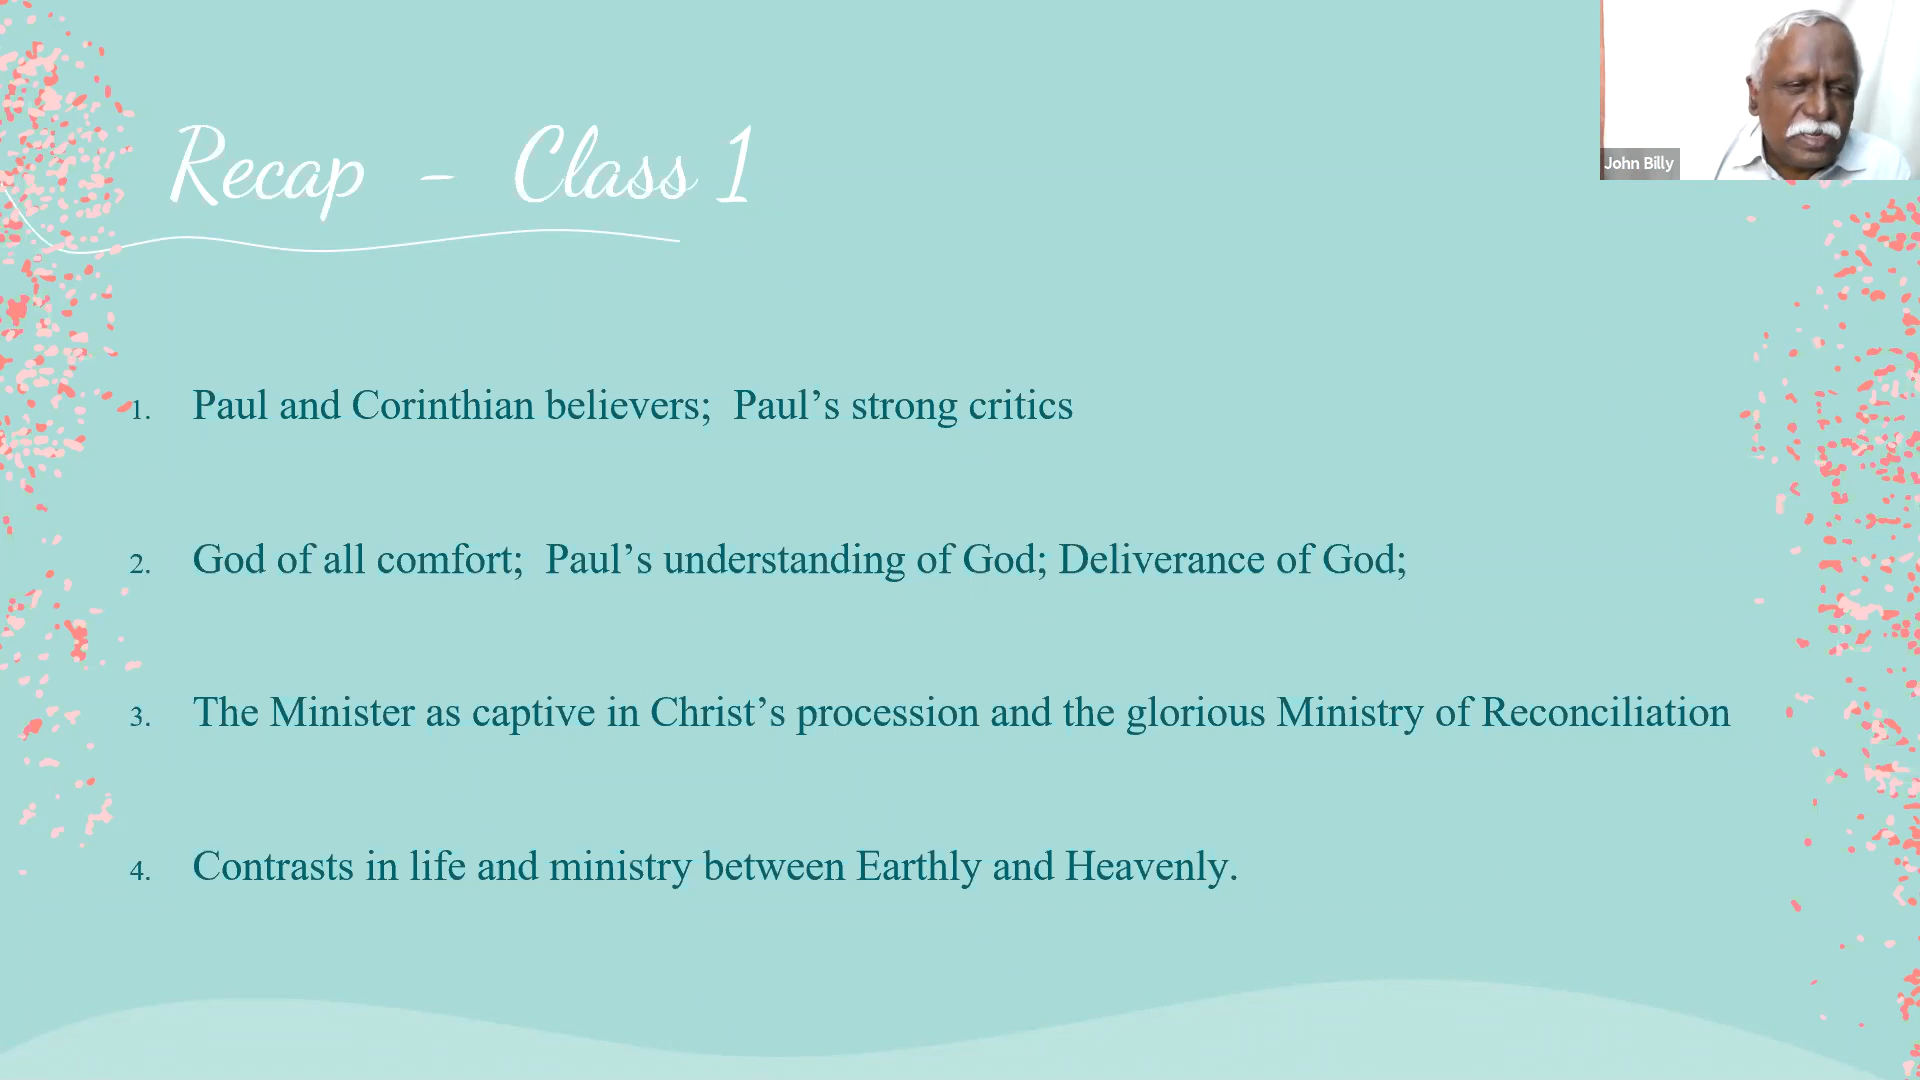 Recap - Class 1
John Billy
1. Paul and Corinthian believers;  Paul’s strong critics
2. God of all comfort;  Paul’s understanding of God; Deliverance of God;
3. The Minister as captive in Christ’s procession and the glorious Ministry of Reconciliation
4. Contrasts in life and ministry between Earthly and Heavenly.